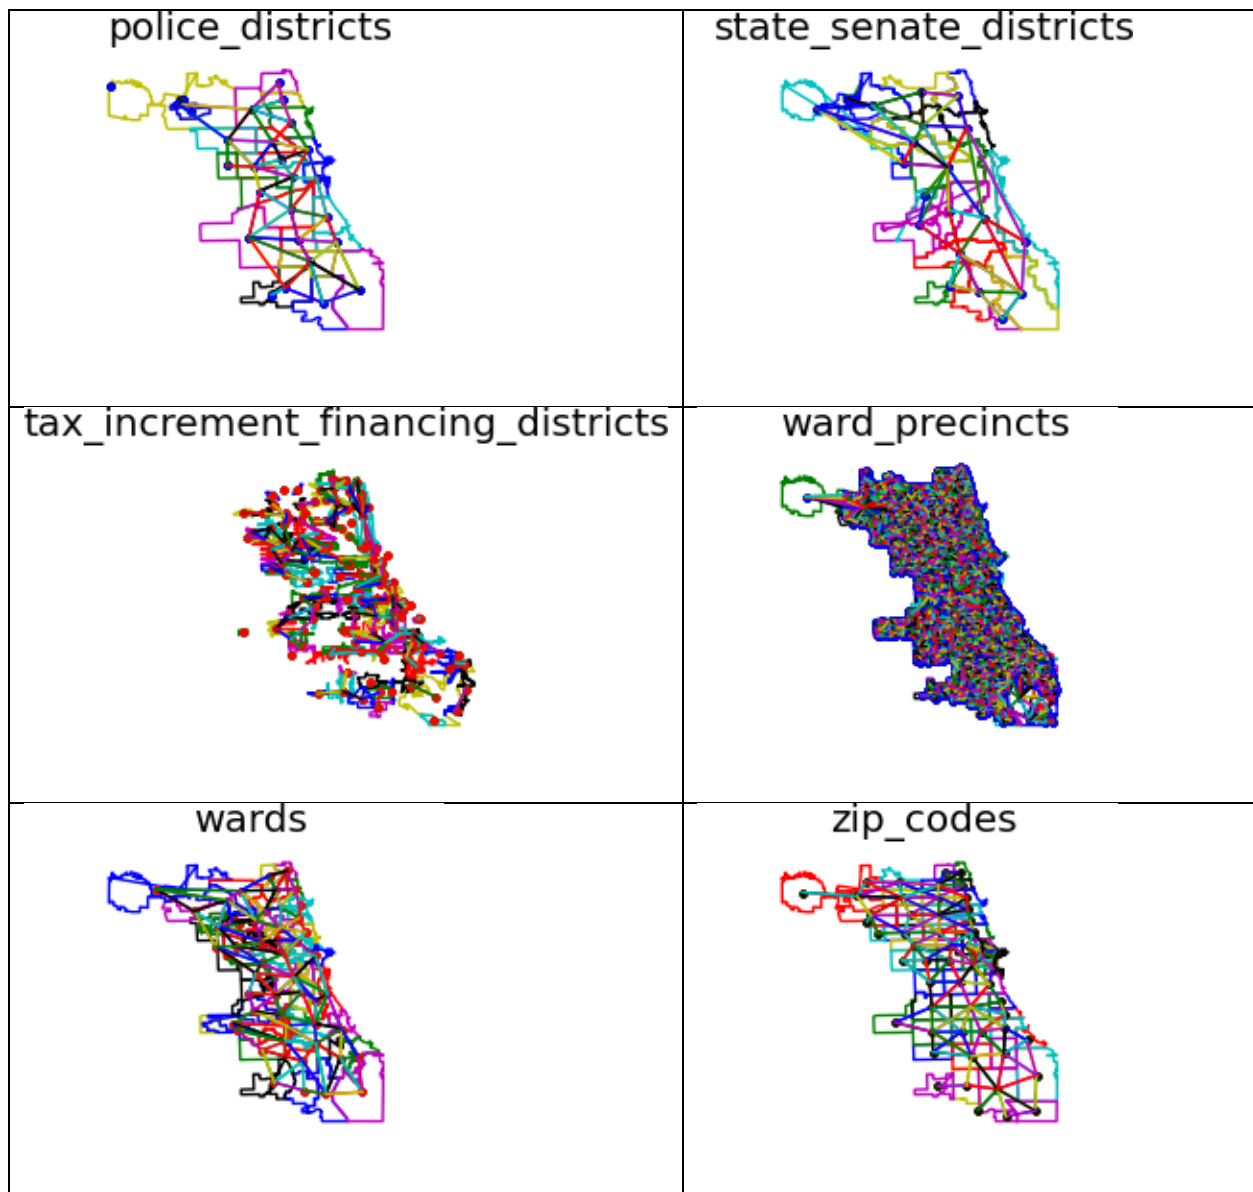 police_districts
state_senate_districts
tax_increment_financing_districts
ward_precincts
wards
zip_codes